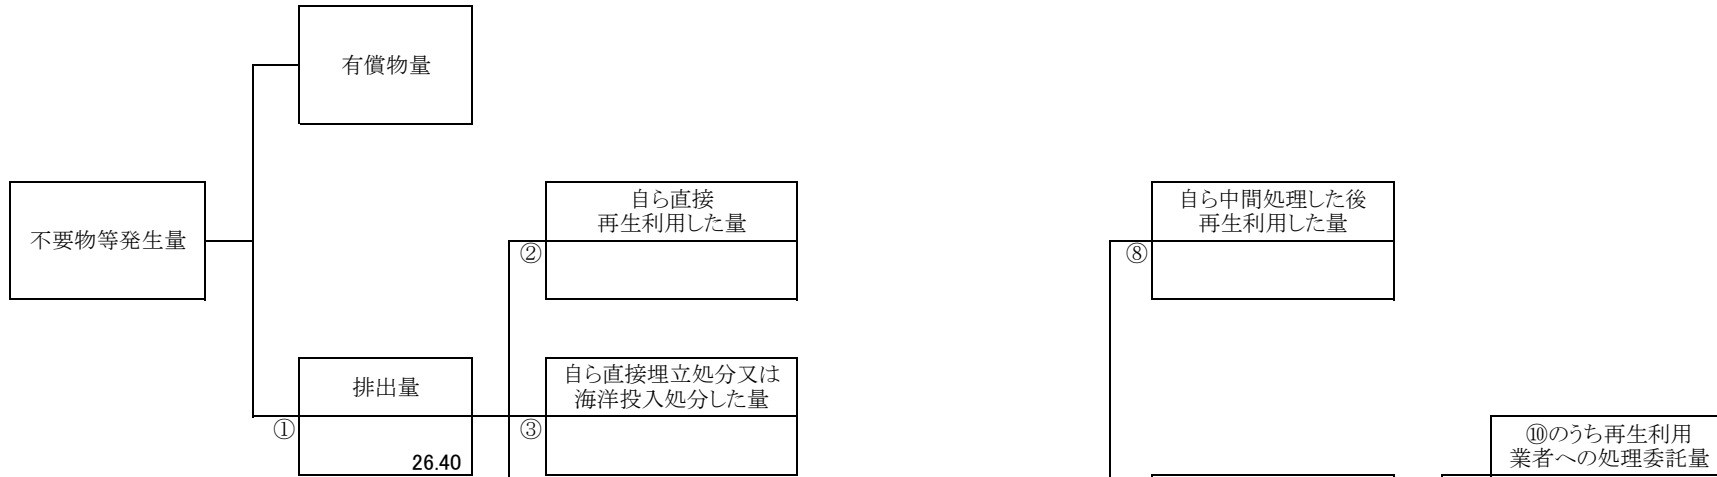 有償物量
不要物等発生量
自ら直接
再生利用した量
②
自ら中間処理した後
再生利用した量
⑧
排出量
①
26.40
自ら直接埋立処分又は
海洋投入処分した量
③
⑩のうち再生利用
業者への処理委託量